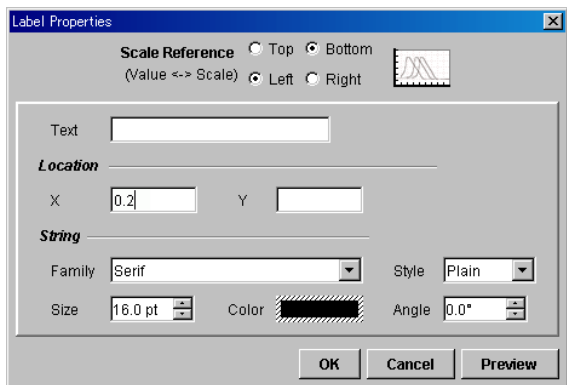 Label Properties
Scale Reference Top Bottom
(Value <-> Scale) Left Right
Text
Location
X 0.2 Y
String
Family Serif Style Plain
Size 16.0 pt Color Angle 0.0°
OK Cancel Preview